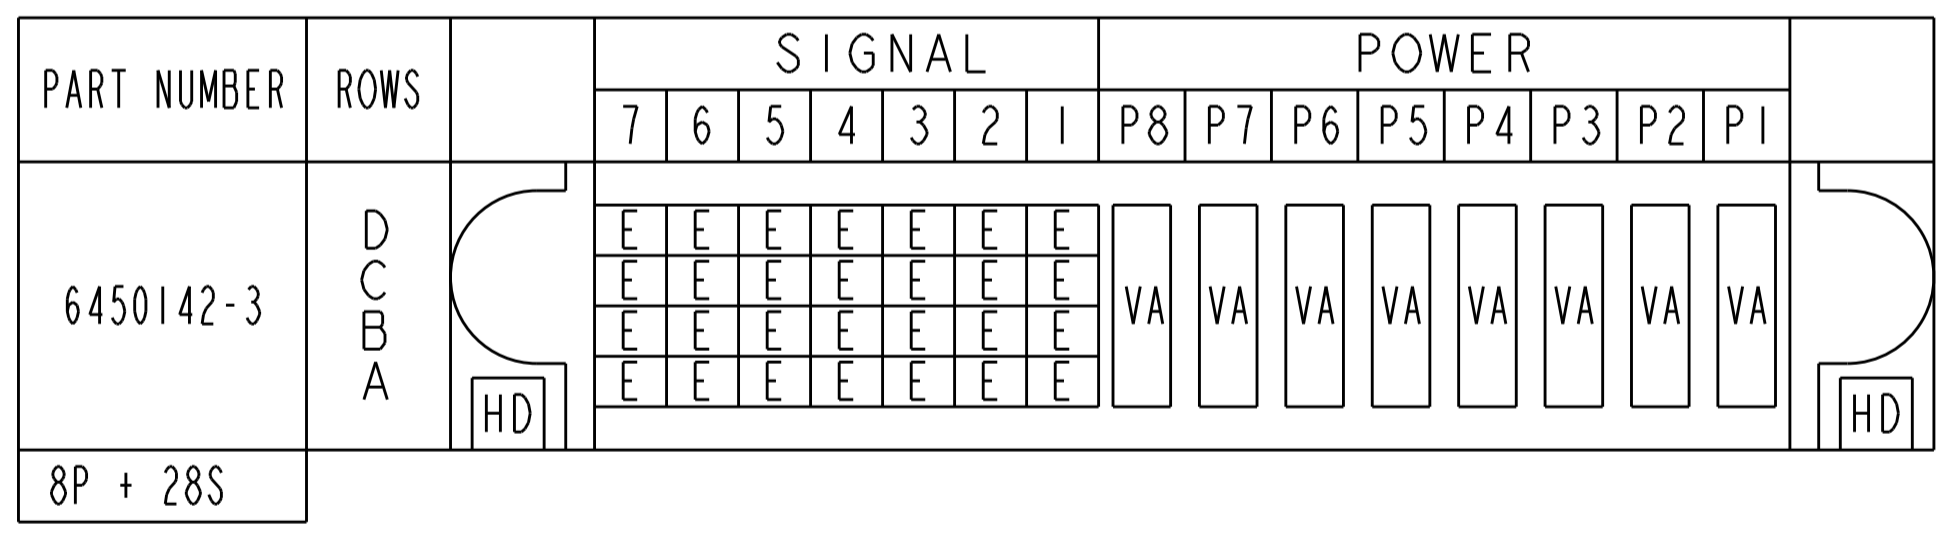 PART NUMBER ROWS SIGNAL POWER
7 6 5 4 3 2 1 P8 P7 P6 P5 P4 P3 P2 P1
D E E E E E E E
C E E E E E E E
6450142-3 VA VA VA VA VA VA VA VA
B E E E E E E E
A E E E E E E E
HD HD
8P + 28S